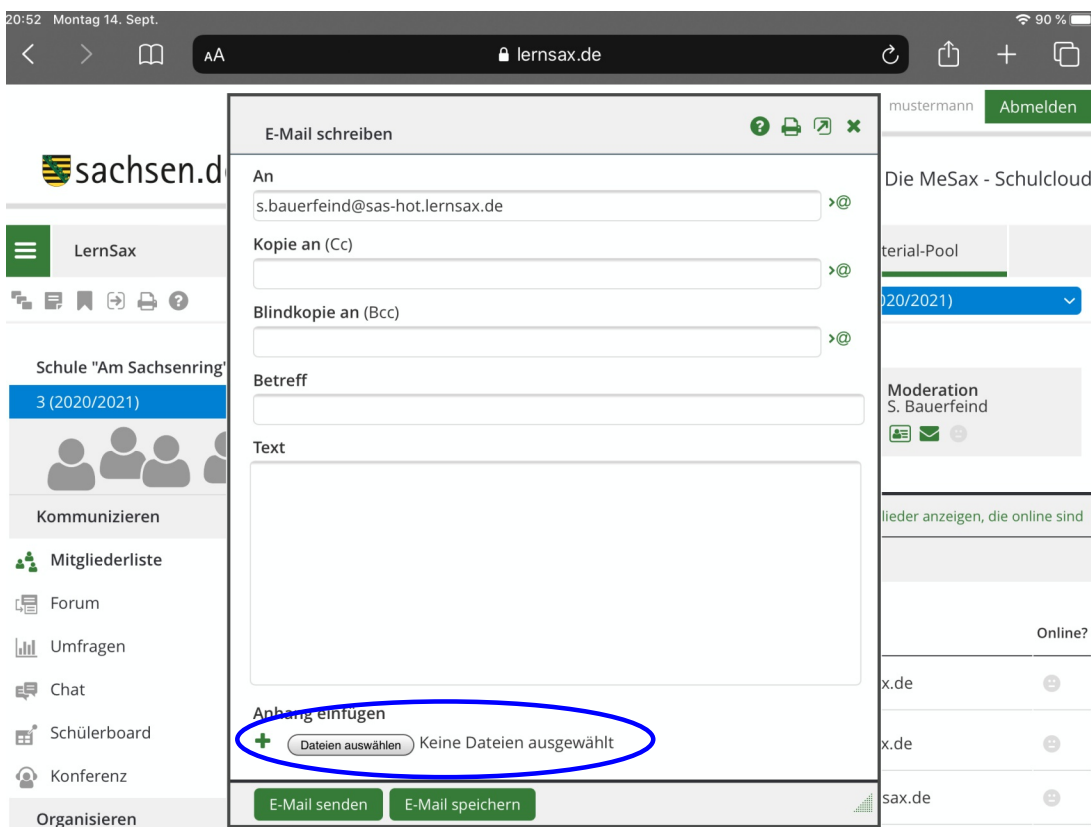 20:52 Montag 14. Sept.
90 %
AA
lernsax.de
mustermann
Abmelden
sachsen.d
Die MeSax - Schulcloud
LernSax
terial-Pool
020/2021)
Schule "Am Sachsenring"
3 (2020/2021)
Moderation
S. Bauerfeind
Kommunizieren
lieder anzeigen, die online sind
Mitgliederliste
Forum
Umfragen
Chat
Schülerboard
Konferenz
Organisieren
Online?
x.de
x.de
sax.de
E-Mail schreiben
An
s.bauerfeind@sas-hot.lernsax.de
>@
Kopie an (Cc)
>@
Blindkopie an (Bcc)
>@
Betreff
Text
Anhang einfügen
+ Dateien auswählen Keine Dateien ausgewählt
E-Mail senden
E-Mail speichern